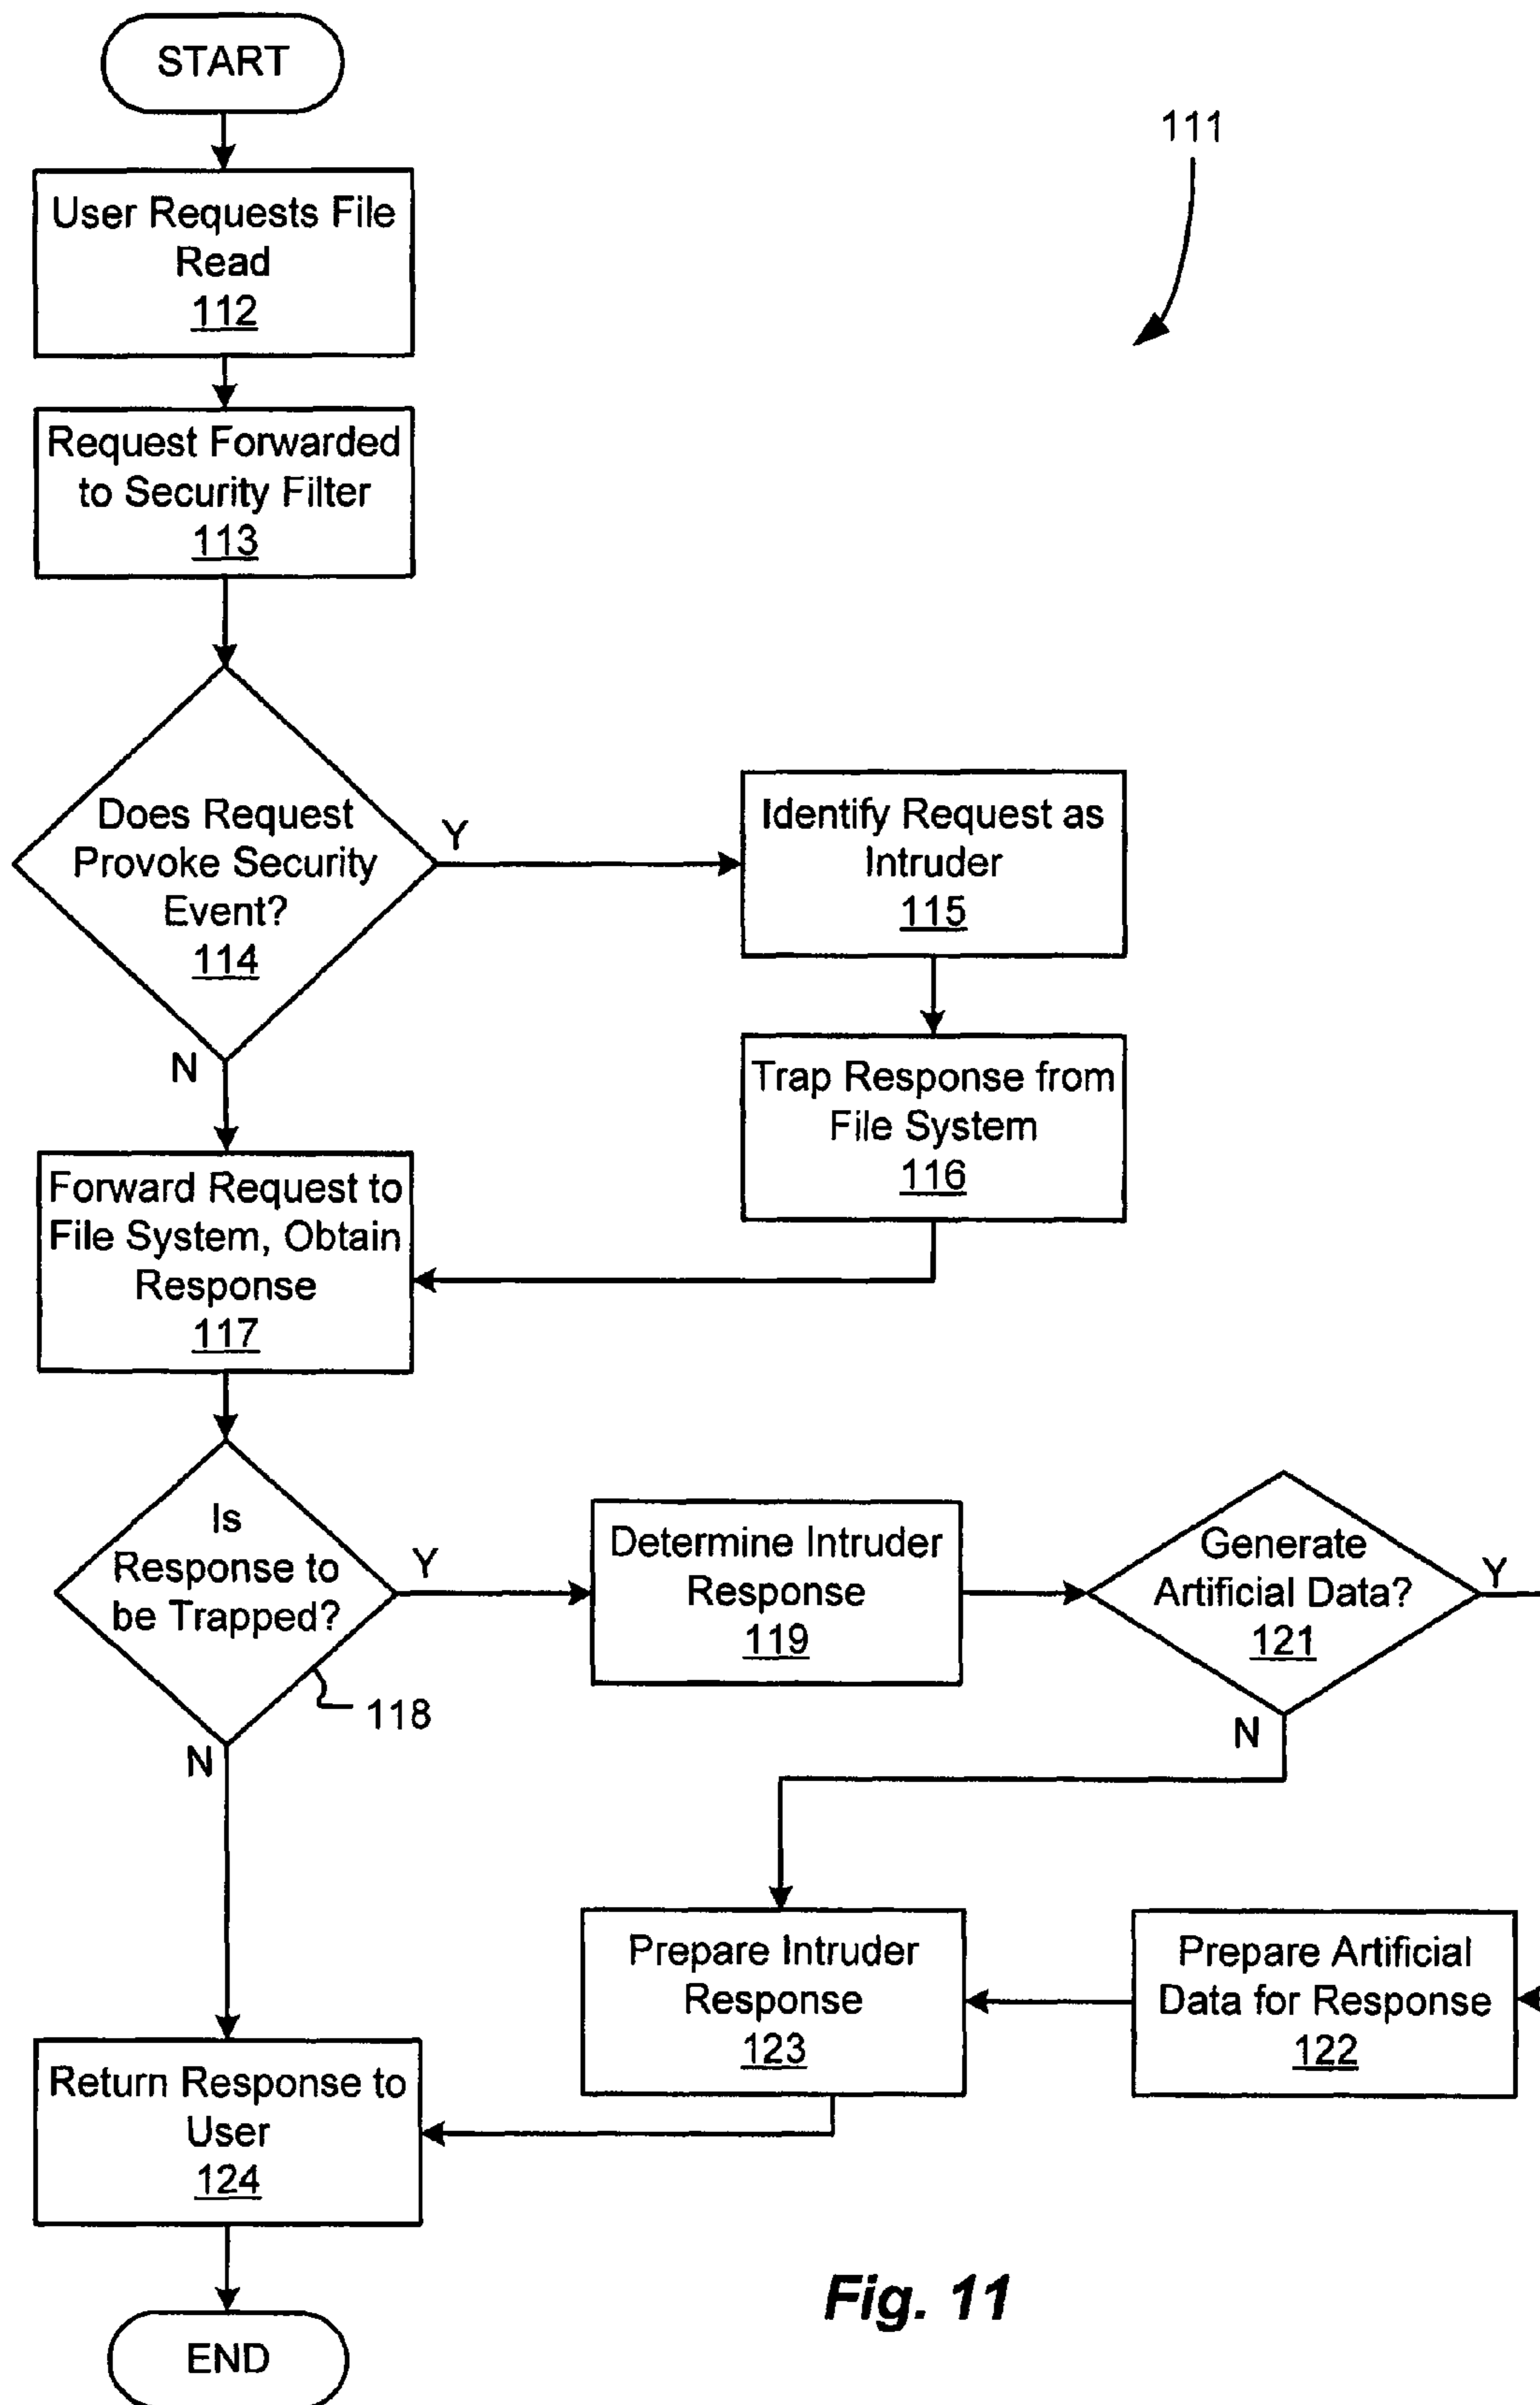 START
111
User Requests File
Read
112
Request Forwarded
to Security Filter
113
Does Request
Provoke Security
Event?
114
Y
N
Identify Request as
Intruder
115
Trap Response from
File System
116
Forward Request to
File System, Obtain
Response
117
Is
Response to
be Trapped?
118
Y
N
Determine Intruder
Response
119
Generate
Artificial Data?
121
Y
N
Prepare Intruder
Response
123
Prepare Artificial
Data for Response
122
Return Response to
User
124
END
Fig. 11